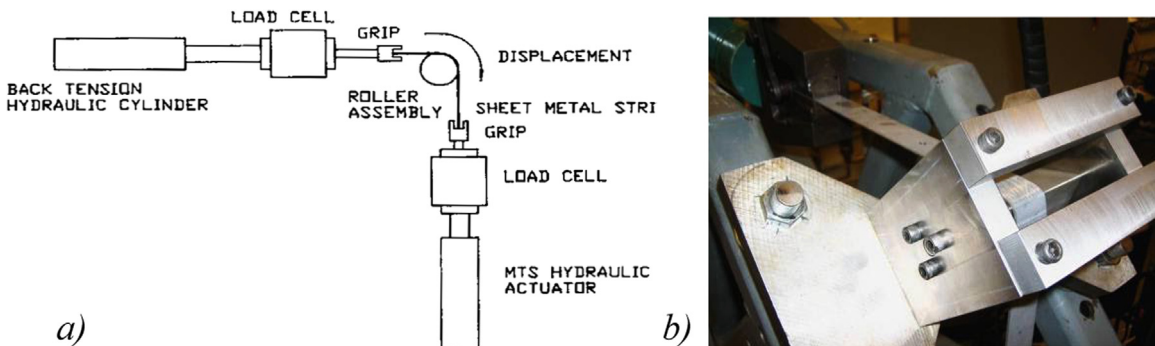 LOAD CELL
GRIP
DISPLACEMENT
BACK TENSION
HYDRAULIC CYLINDER
ROLLER
ASSEMBLY
SHEET METAL STRI
GRIP
LOAD CELL
MTS HYDRAULIC
ACTUATOR
a)
b)